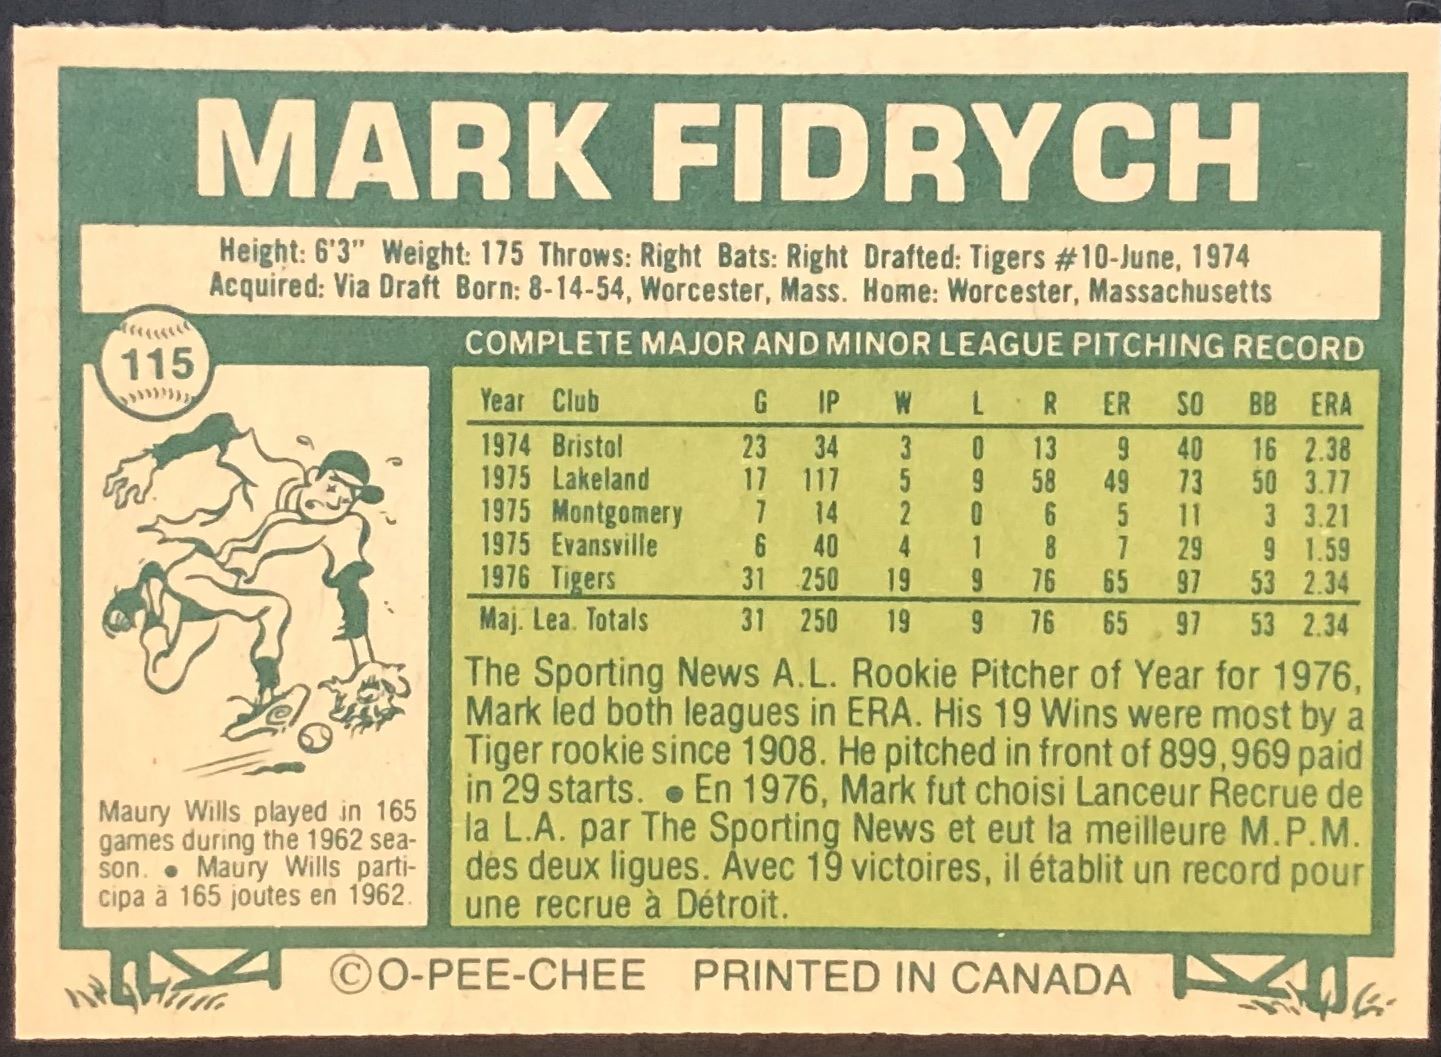 MARK FIDRYCH
Height: 6'3" Weight: 175 Throws: Right Bats: Right Drafted: Tigers #10-June, 1974
Acquired: Via Draft Born: 8-14-54, Worcester, Mass. Home: Worcester, Massachusetts
115
COMPLETE MAJOR AND MINOR LEAGUE PITCHING RECORD
Year Club G IP W L R ER SO BB ERA
1974 Bristol 23 34 3 0 13 9 40 16 2.38
1975 Lakeland 17 117 5 9 58 49 73 50 3.77
1975 Montgomery 7 14 2 0 6 5 11 3 3.21
1975 Evansville 6 40 4 1 8 7 29 9 1.59
1976 Tigers 31 250 19 9 76 65 97 53 2.34
Maj. Lea. Totals 31 250 19 9 76 65 97 53 2.34
The Sporting News A.L. Rookie Pitcher of Year for 1976,
Mark led both leagues in ERA. His 19 Wins were most by a
Tiger rookie since 1908. He pitched in front of 899,969 paid
in 29 starts. • En 1976, Mark fut choisi Lanceur Recrue de
la L.A. par The Sporting News et eut la meilleure M.P.M.
des deux ligues. Avec 19 victoires, il établit un record pour
une recrue à Détroit.
Maury Wills played in 165
games during the 1962 sea-
son. • Maury Wills parti-
cipa à 165 joutes en 1962.
©O-PEE-CHEE PRINTED IN CANADA